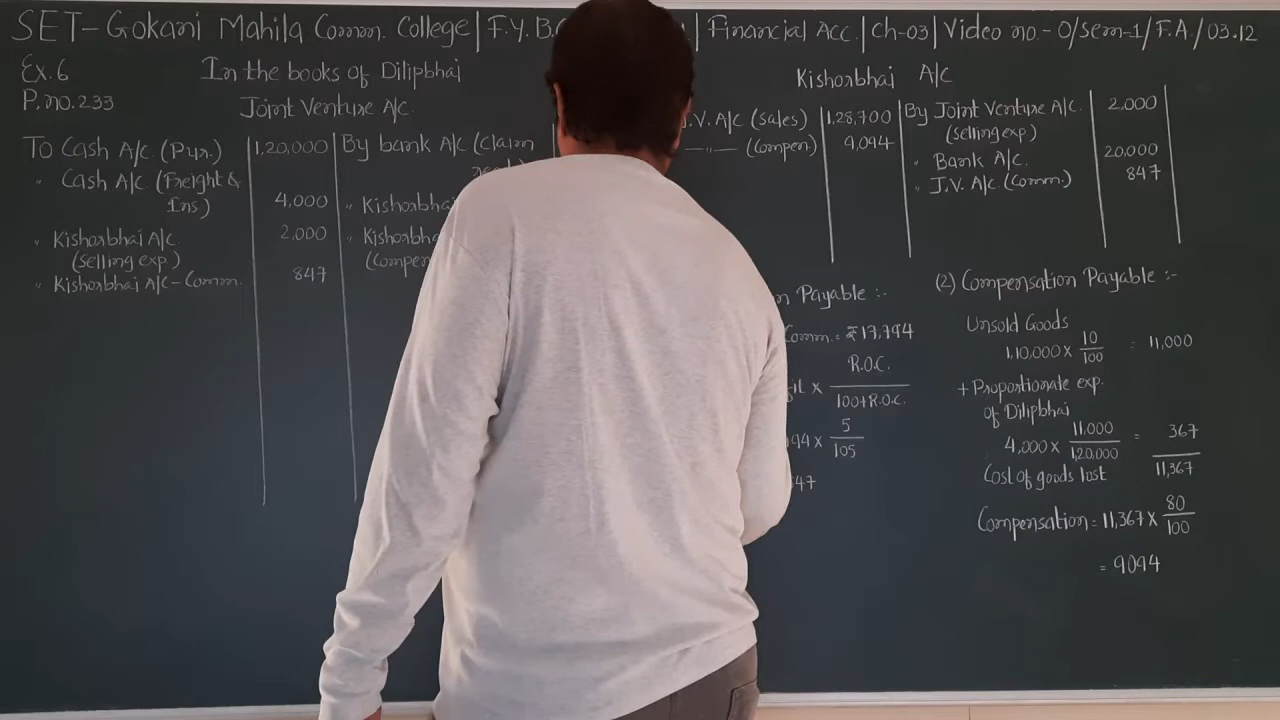 SET-Gokani Mahila Comm. College | F.Y. B.C | Financial Acc. | Ch-03 | Video no.- 0/sem-1/F.A./03.12
Ex.6
P.no.233
In the books of Dilipbhai
Joint Venture A/c
To Cash A/c (Pur.) 1,20,000 By bank A/c (claim
" Cash A/c (Freight &
Ins) 4,000 " Kishorbhai
" Kishorbhai A/c. 2,000 " Kishorbha
(selling exp.) (Compen
" Kishorbhai A/c - Comm. 847
Kishorbhai A/c
J.V. A/c (sales) 1,28,700 By Joint Venture A/c. 2,000
(selling exp)
—"— (Compen) 9,094 " Bank A/c. 20,000
" J.V. A/c (Comm.) 847
n Payable :-
Comm. = ₹17,794
× R.O.C. / 100+R.O.C.
94 × 5/105
47
(2) Compensation Payable :-
Unsold Goods
1,10,000 × 10/100 = 11,000
+ Proportionate exp.
of Dilipbhai
4,000 × 11,000/1,20,000 = 367
Cost of goods lost 11,367
Compensation = 11,367 × 80/100
= 9094